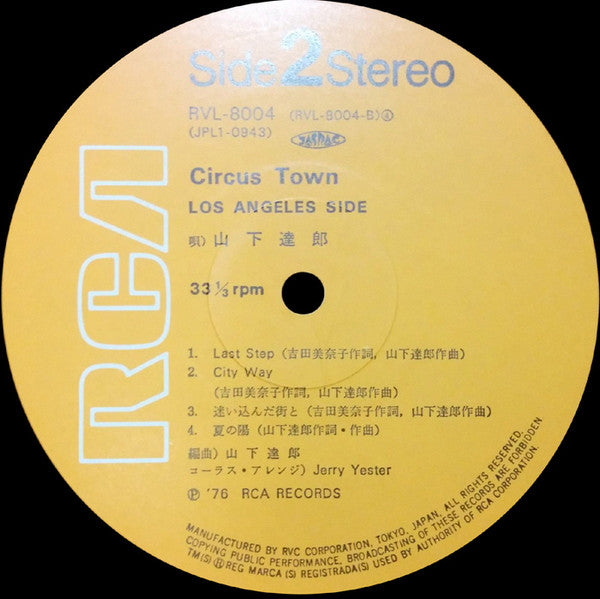 Side 2 Stereo
RVL-8004 (RVL-8004-B)④
(JPL1-0943) JASRAC
Circus Town
LOS ANGELES SIDE
唄) 山下達郎
33 1/3 rpm
RCA
1. Last Step (吉田美奈子作詞, 山下達郎作曲)
2. City Way
(吉田美奈子作詞, 山下達郎作曲)
3. 迷い込んだ街と (吉田美奈子作詞, 山下達郎作曲)
4. 夏の陽 (山下達郎作詞・作曲)
編曲) 山下達郎
コーラス・アレンジ) Jerry Yester
Ⓟ '76 RCA RECORDS
MANUFACTURED BY RVC CORPORATION, TOKYO, JAPAN, ALL RIGHTS RESERVED.
COPYING PUBLIC PERFORMANCE, BROADCASTING OF THESE RECORDS ARE FORBIDDEN
TM(S)Ⓡ REG MARCA(S) REGISTRADA(S) USED BY AUTHORITY OF RCA CORPORATION.